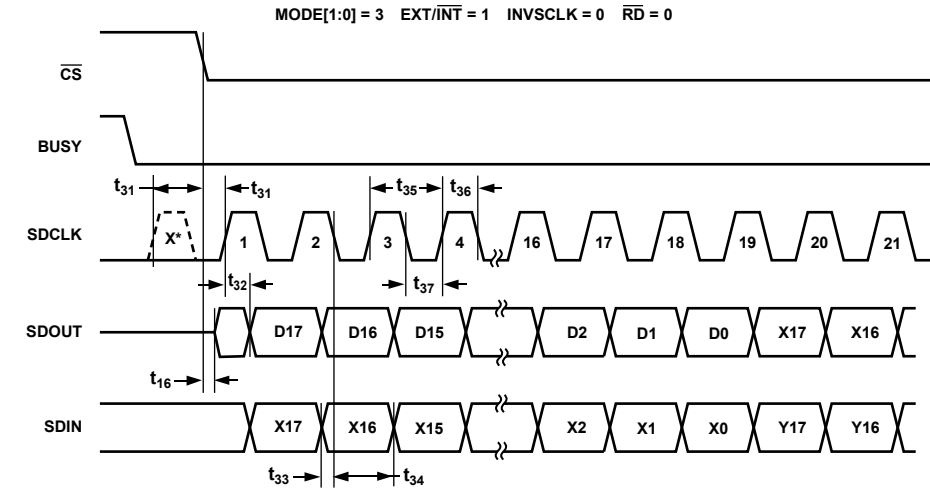 MODE[1:0] = 3 EXT/INT = 1 INVSCLK = 0 RD = 0
CS
BUSY
t31 t31 t35 t36
SDCLK X* 1 2 3 4 16 17 18 19 20 21
t32 t37
SDOUT D17 D16 D15 D2 D1 D0 X17 X16
t16
SDIN X17 X16 X15 X2 X1 X0 Y17 Y16
t33 t34